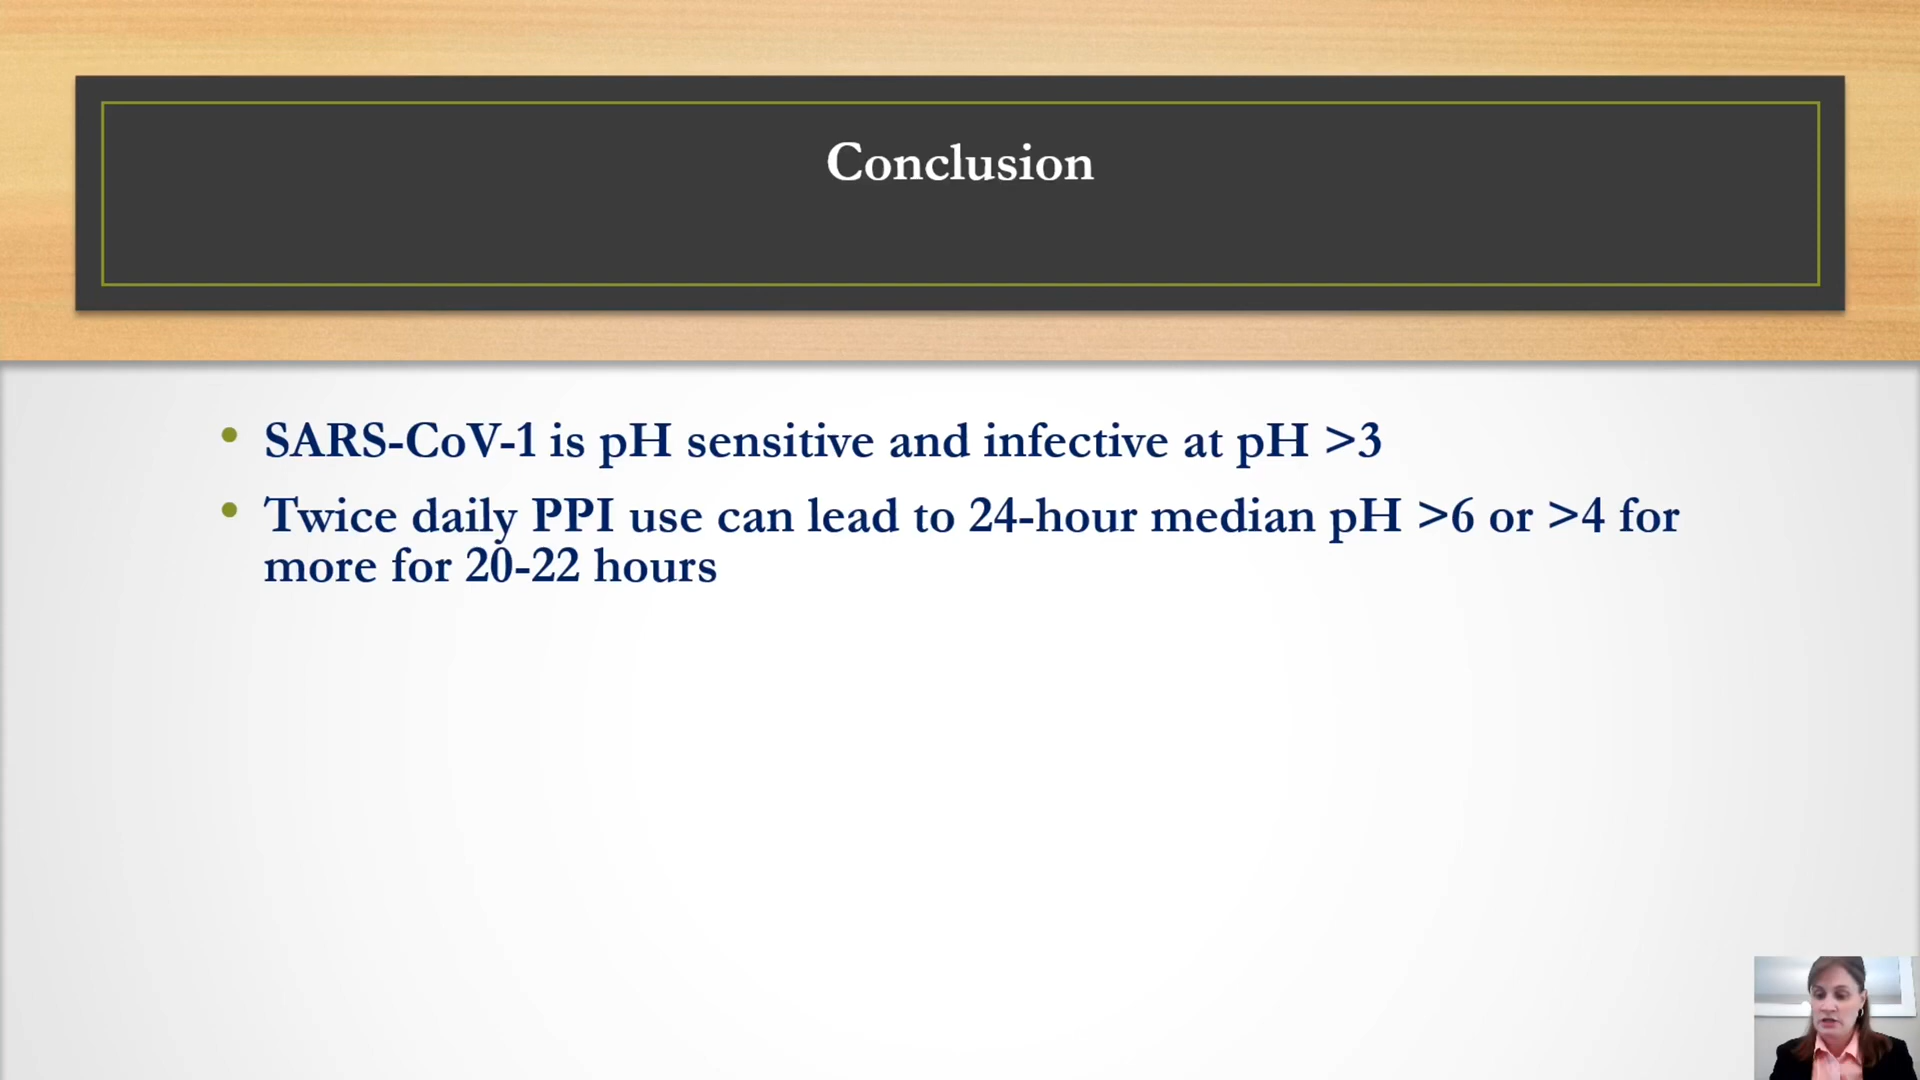 Conclusion
• SARS-CoV-1 is pH sensitive and infective at pH >3
• Twice daily PPI use can lead to 24-hour median pH >6 or >4 for
more for 20-22 hours